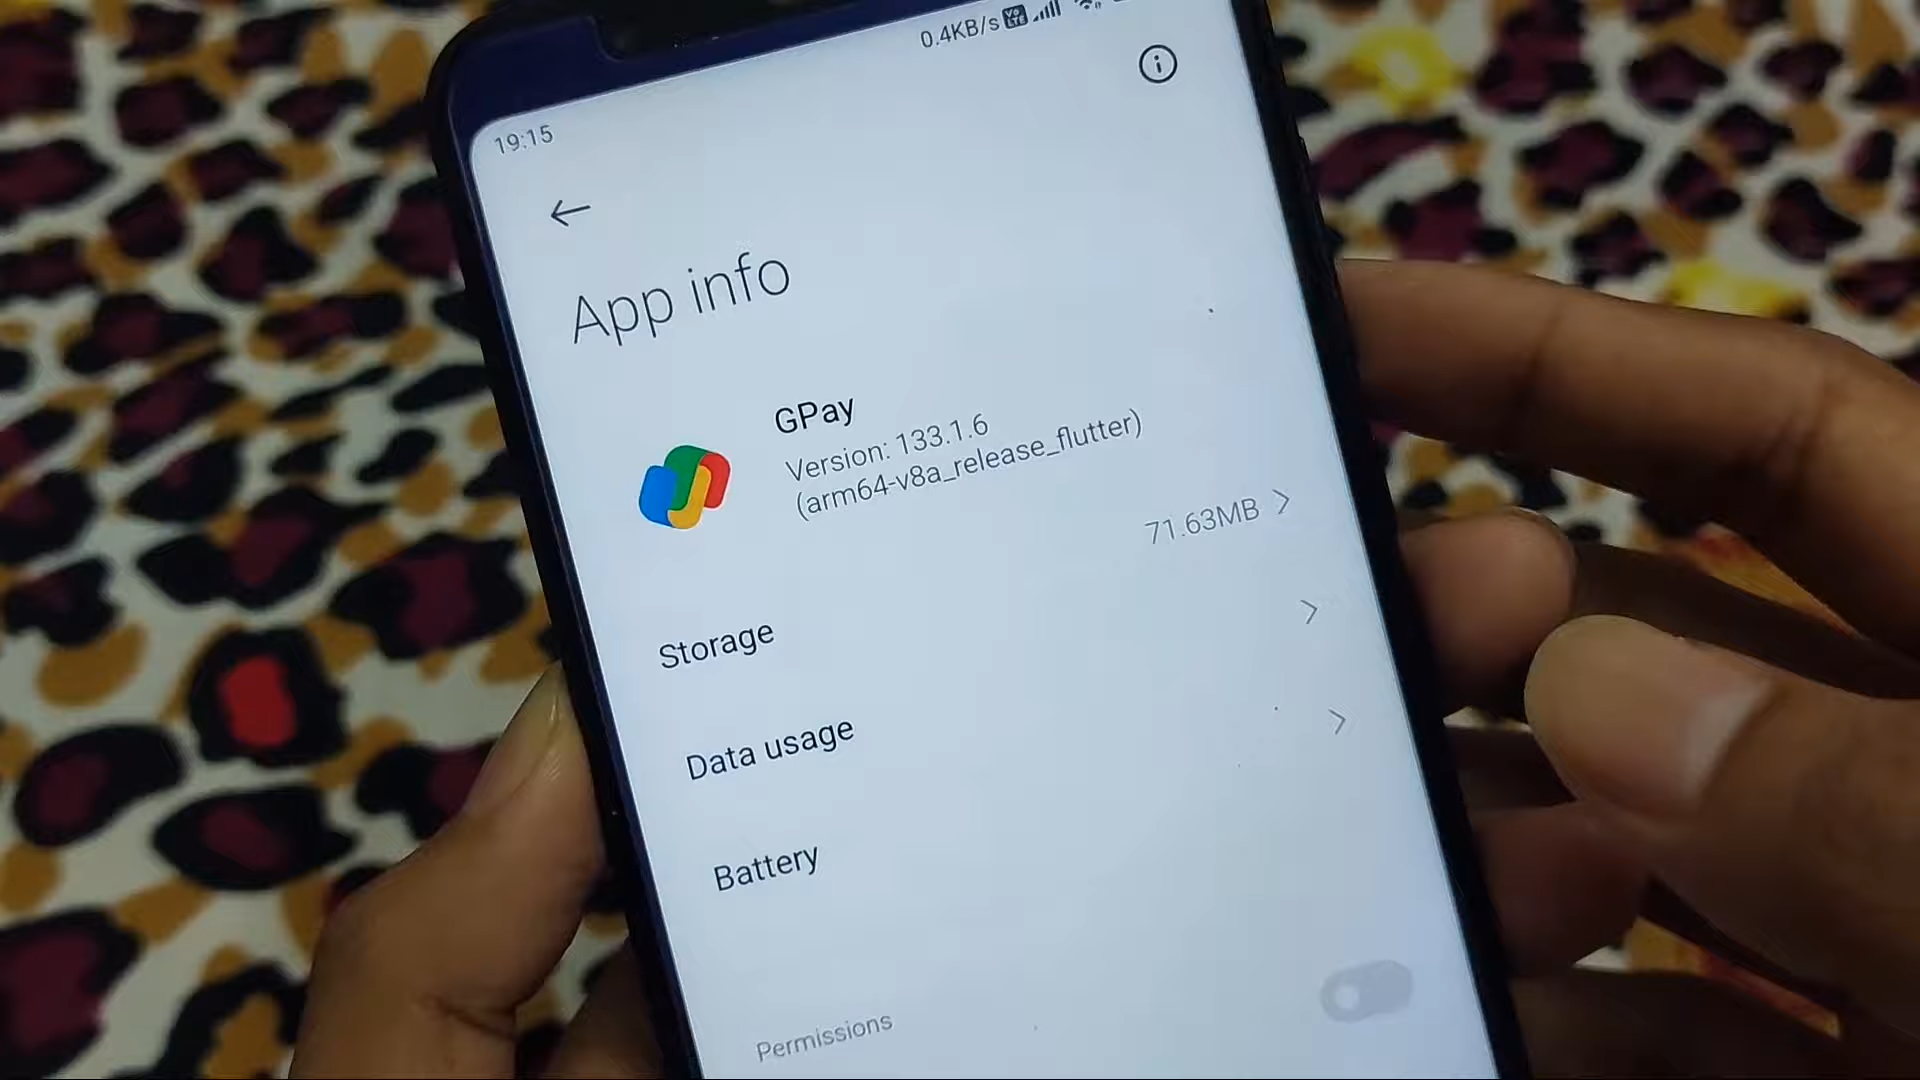 0.4KB/s
19:15
App info
GPay
Version: 133.1.6
(arm64-v8a_release_flutter)
71.63MB
Storage
Data usage
Battery
Permissions